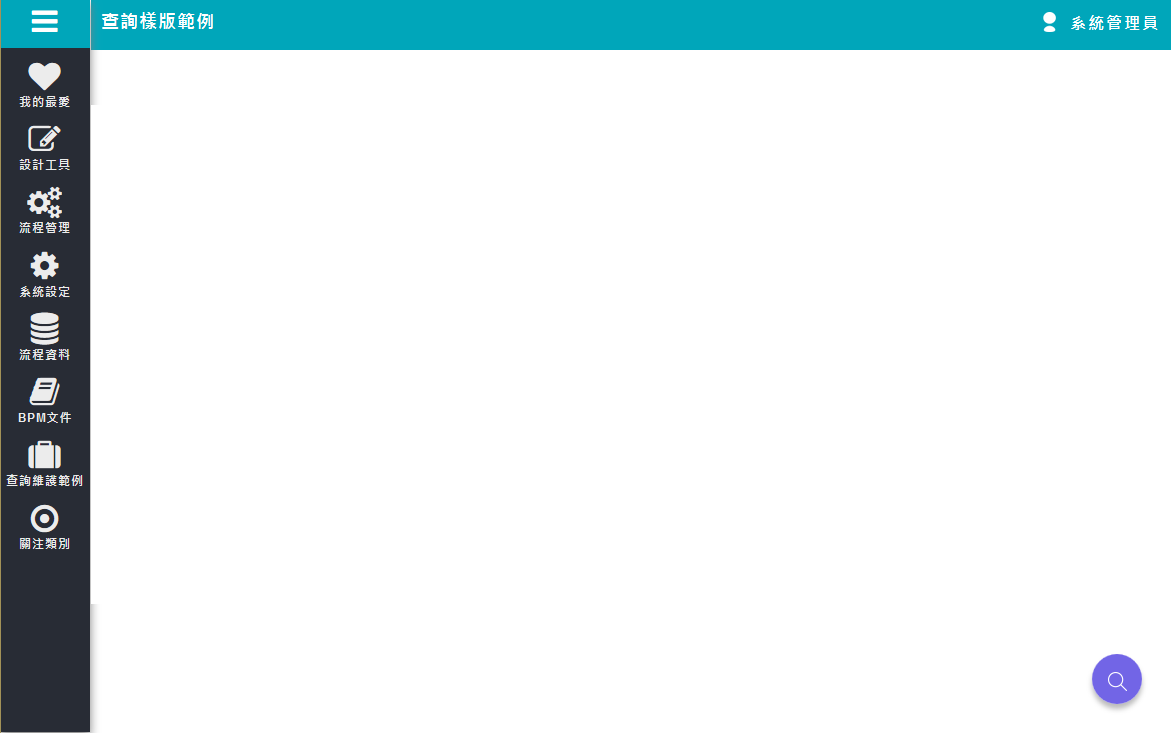 查詢樣版範例
系統管理員
我的最愛
設計工具
流程管理
系統設定
流程資料
BPM文件
查詢維護範例
關注類別